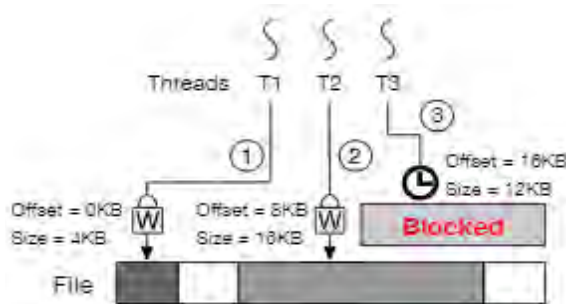 Threads T1 T2 T3
1 2 3
Offset = 16KB
Size = 12KB
Offset = 0KB W Offset = 8KB W
Size = 4KB Size = 16KB
Blocked
File